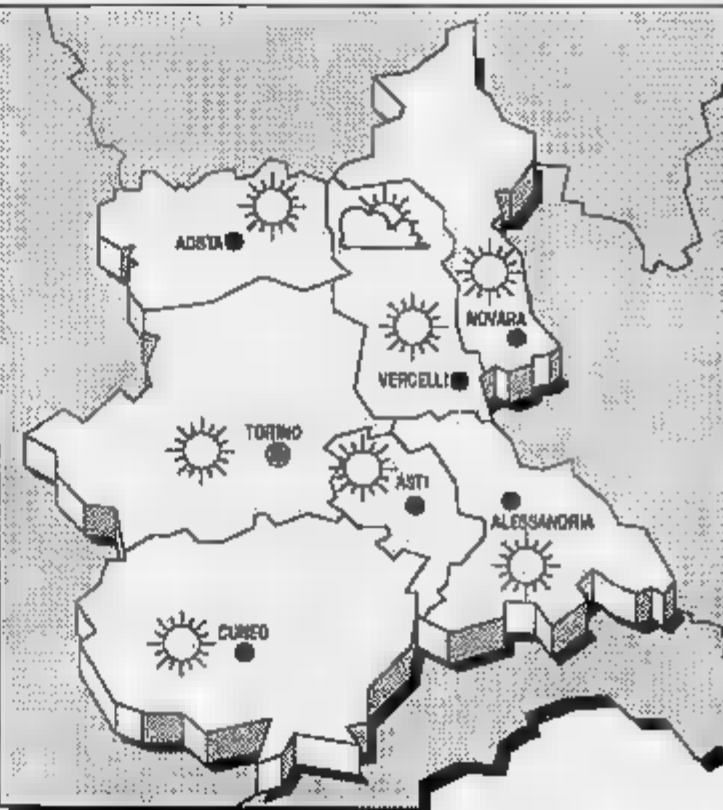 AOSTA
NOVARA
VERCELLI
TORINO
ASTI
ALESSANDRIA
CUNEO